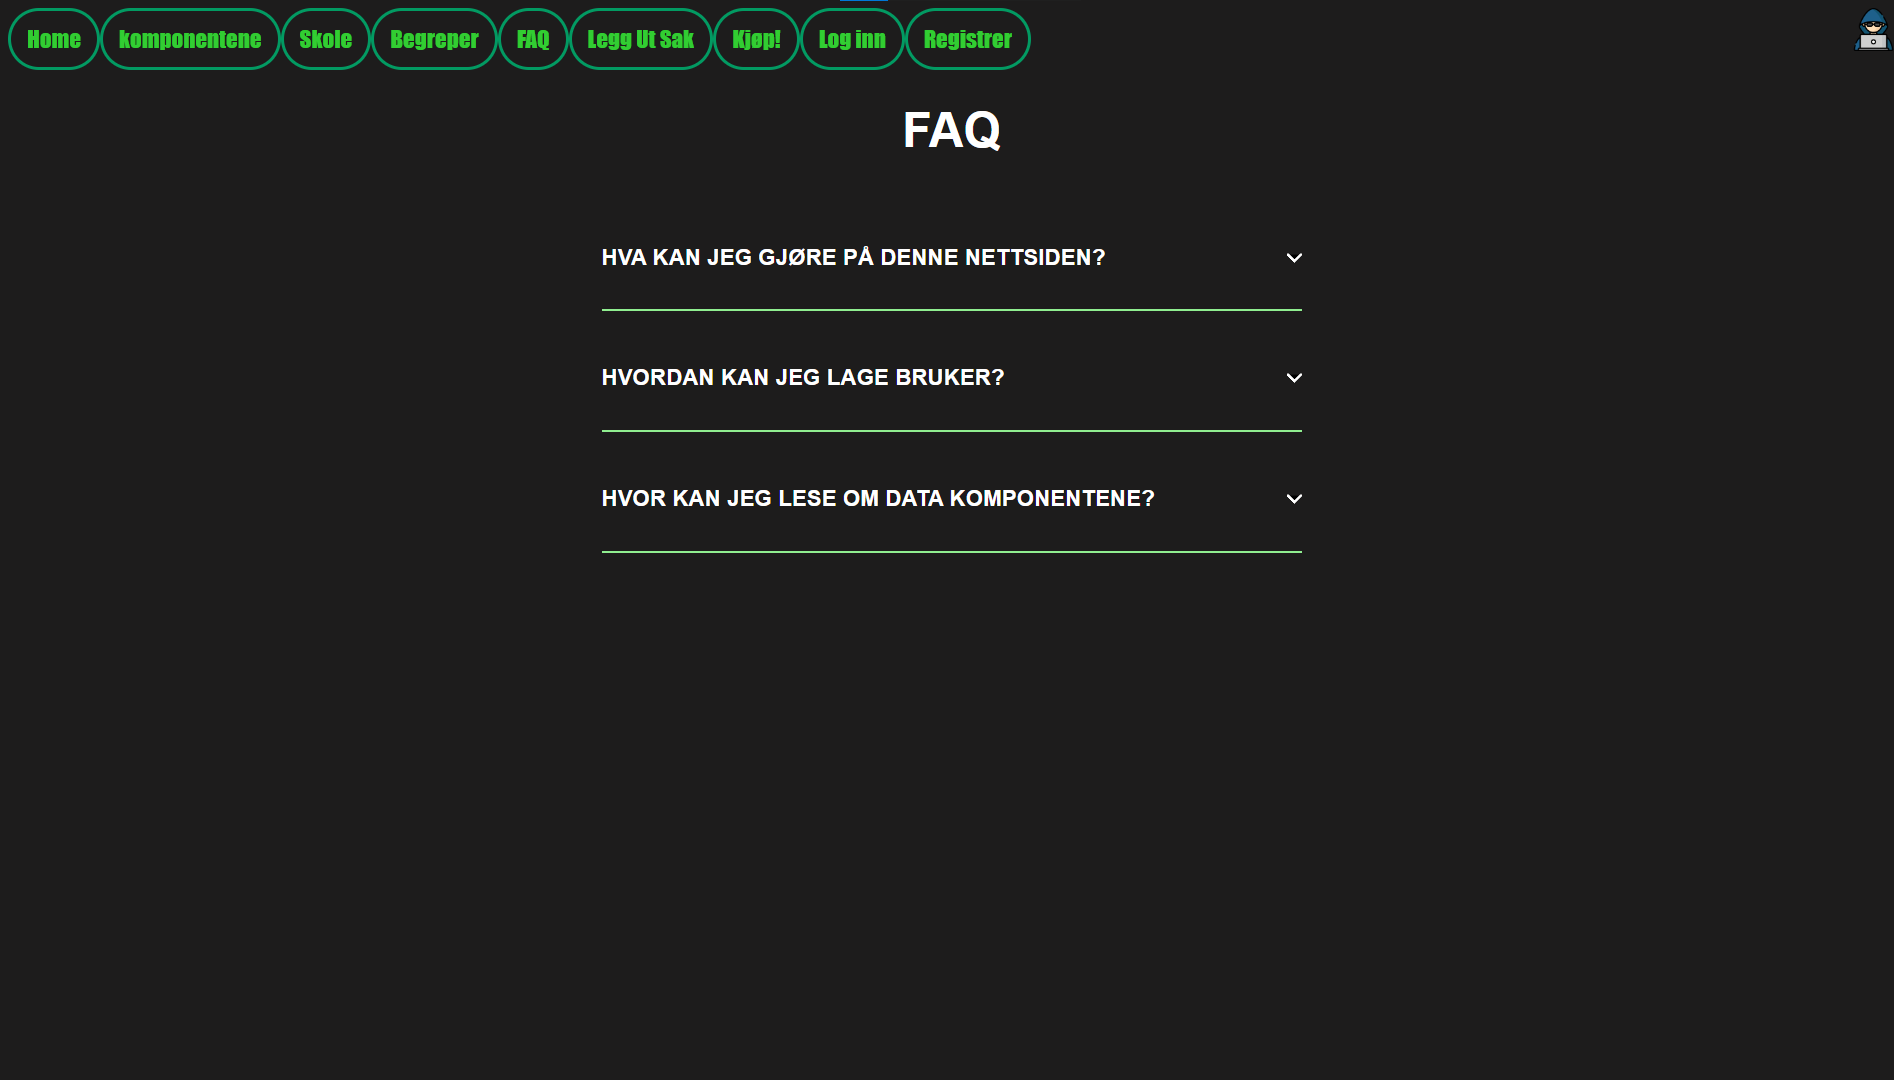 Home komponentene Skole Begreper FAQ Legg Ut Sak Kjøp! Log inn Registrer
FAQ
HVA KAN JEG GJØRE PÅ DENNE NETTSIDEN?
HVORDAN KAN JEG LAGE BRUKER?
HVOR KAN JEG LESE OM DATA KOMPONENTENE?